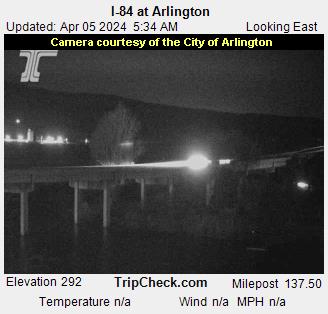 I-84 at Arlington
Updated: Apr 05 2024 5:34 AM Looking East
Camera courtesy of the City of Arlington
Elevation 292 TripCheck.com Milepost 137.50
Temperature n/a Wind n/a MPH n/a